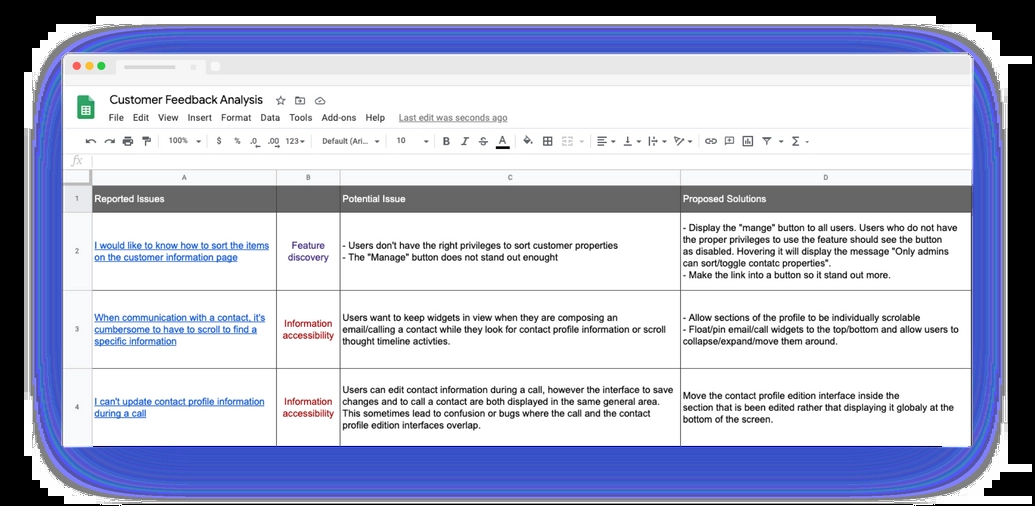 Customer Feedback Analysis
File Edit View Insert Format Data Tools Add-ons Help Last edit was seconds ago
100% $ % .0 .00 123 Default (Ari... 10 B I S A
fx
A B C D
1 Reported Issues Potential Issue Proposed Solutions
2
I would like to know how to sort the items
on the customer information page
Feature
discovery
- Users don't have the right privileges to sort customer properties
- The "Manage" button does not stand out enought
- Display the "mange" button to all users. Users who do not have
the proper privileges to use the feature should see the button
as disabled. Hovering it will display the message "Only admins
can sort/toggle contatc properties".
- Make the link into a button so it stand out more.
3
When communication with a contact, it's
cumbersome to have to scroll to find a
specific information
Information
accessibility
Users want to keep widgets in view when they are composing an
email/calling a contact while they look for contact profile information or scroll
thought timeline activties.
- Allow sections of the profile to be individually scrolable
- Float/pin email/call widgets to the top/bottom and allow users to
collapse/expand/move them around.
4
I can't update contact profile information
during a call
Information
accessibility
Users can edit contact information during a call, however the interface to save
changes and to call a contact are both displayed in the same general area.
This sometimes lead to confusion or bugs where the call and the contact
profile edition interfaces overlap.
Move the contact profile edition interface inside the
section that is been edited rather that displaying it globaly at the
bottom of the screen.